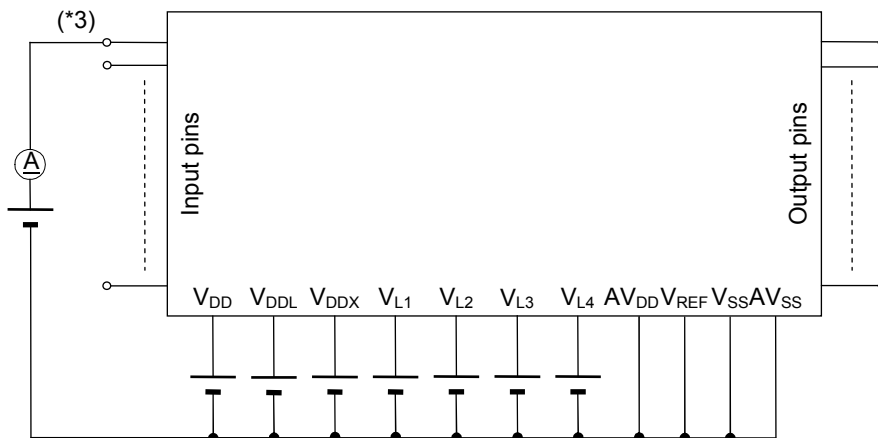 (*3)
A
Input pins
Output pins
VDD VDDL VDDX VL1 VL2 VL3 VL4 AVDD VREF VSS AVSS